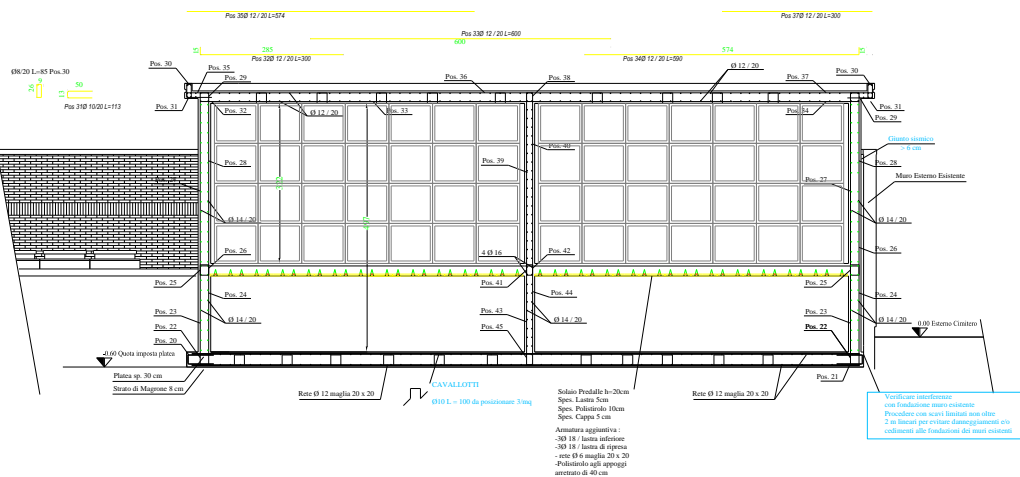 Pos 35Ø 12 / 20 L=574
Pos 37Ø 12 / 20 L=300
Pos 33Ø 12 / 20 L=600
600
15
285
574
15
Pos 32Ø 12 / 20 L=300
Pos 34Ø 12 / 20 L=590
Ø8/20 L=85 Pos.30
26
50
13
Pos 31Ø 10/20 L=113
Pos. 30
Pos. 35
Pos. 29
Pos. 36
Pos. 38
Ø 12 / 20
Pos. 37
Pos. 30
Pos. 31
Pos. 32
Ø 12 / 20
Pos. 33
Pos. 34
Pos. 31
Pos. 29
Giunto sismico
> 6 cm
Pos. 28
Pos. 39
Pos. 40
Pos. 27
Pos. 28
Muro Esterno Esistente
Ø 14 / 20
Ø 14 / 20
Pos. 26
4 Ø 16
Pos. 42
Pos. 26
Pos. 25
Pos. 41
Pos. 25
Pos. 24
Pos. 44
Pos. 24
Pos. 23
Ø 14 / 20
Pos. 43
Ø 14 / 20
Pos. 23
Ø 14 / 20
Pos. 22
Pos. 45
Pos. 22
0.00 Esterno Cimitero
Pos. 20
-0.60 Quota imposta platea
Platea sp. 30 cm
Strato di Magrone 8 cm
Pos. 21
Rete Ø 12 maglia 20 x 20
CAVALLOTTI
Ø10 L = 100 da posizionare 3/mq
Rete Ø 12 maglia 20 x 20
Solaio Predalle h=20cm
Spes. Lastra 5cm
Spes. Polistirolo 10cm
Spes. Cappa 5 cm
Armatura aggiuntiva :
-3Ø 18 / lastra inferiore
-3Ø 18 / lastra di ripresa
- rete Ø 6 maglia 20 x 20
-Polistirolo agli appoggi
arretrato di 40 cm
Verificare interferenze
con fondazione muro esistente
Procedere con scavi limitati non oltre
2 m lineari per evitare danneggiamenti e/o
cedimenti alle fondazioni dei muri esistenti